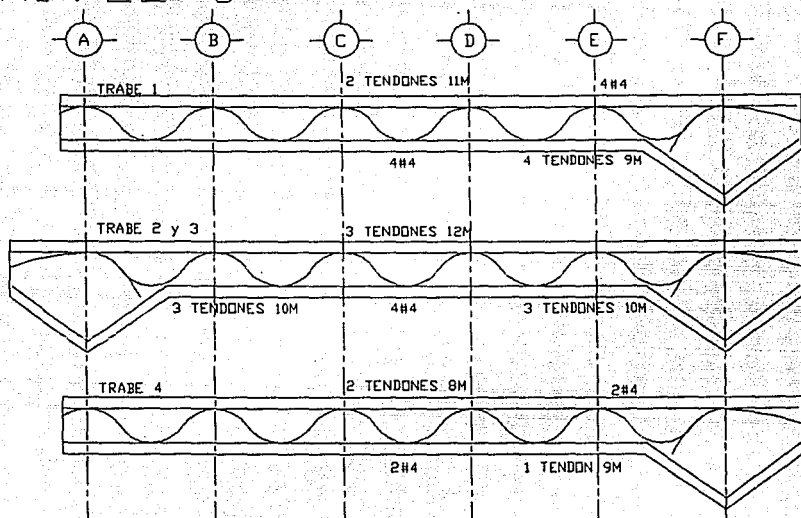 A B C D E F
TRABE 1 2 TENDONES 11M 4#4
4#4 4 TENDONES 9M
TRABE 2 y 3 3 TENDONES 12M
3 TENDONES 10M 4#4 3 TENDONES 10M
TRABE 4 2 TENDONES 8M 2#4
2#4 1 TENDON 9M